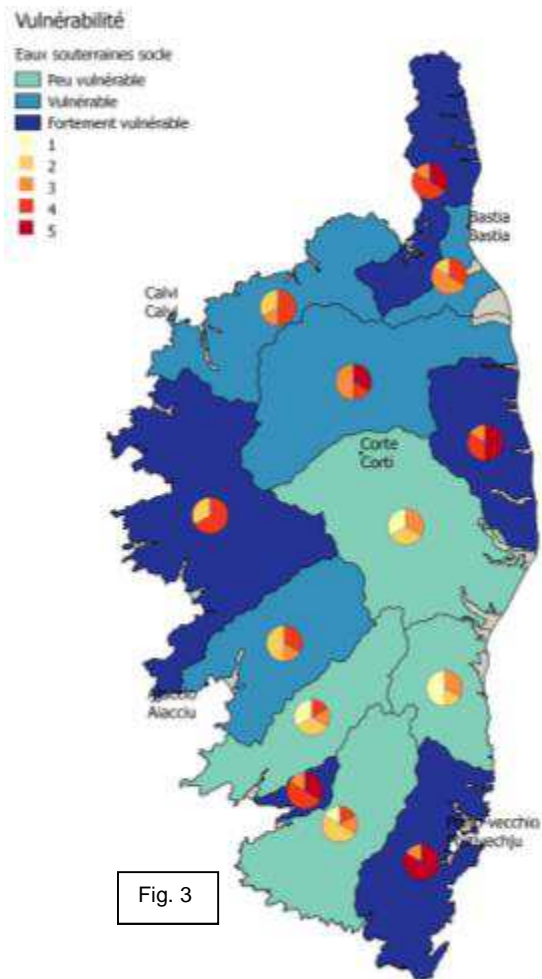 Vulnérabilité
Eaux souterraines socle
Peu vulnérable
Vulnérable
Fortement vulnérable
1
2
3
4
5
Bastia
Bastia
Calvi
Calvi
Corte
Corti
Aiacciu
Fig. 3